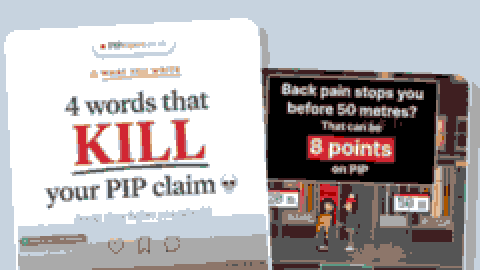 4 words that
KILL
your PIP claim
Back pain stops you
before 50 metres?
That can be
8 points
on PIP